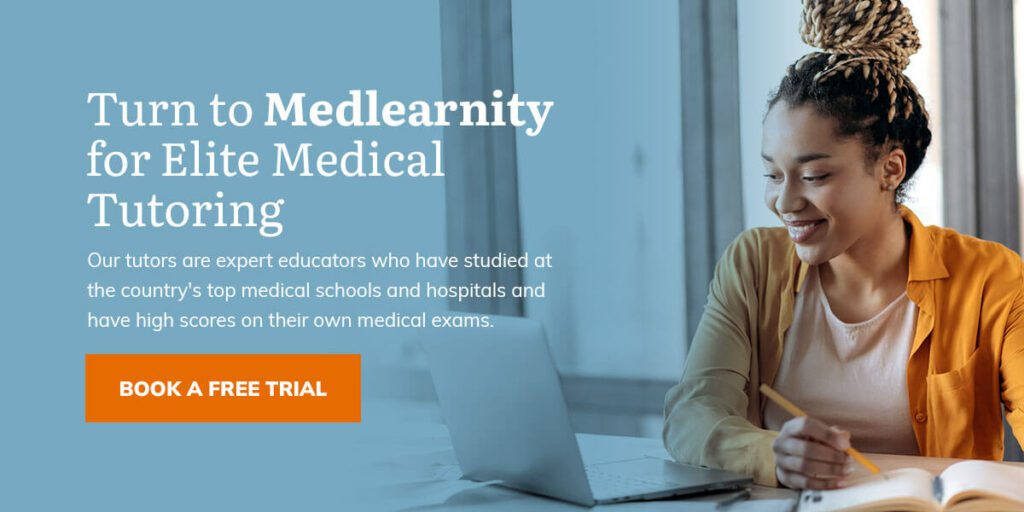 Turn to Medlearnity
for Elite Medical
Tutoring
Our tutors are expert educators who have studied at
the country's top medical schools and hospitals and
have high scores on their own medical exams.
BOOK A FREE TRIAL